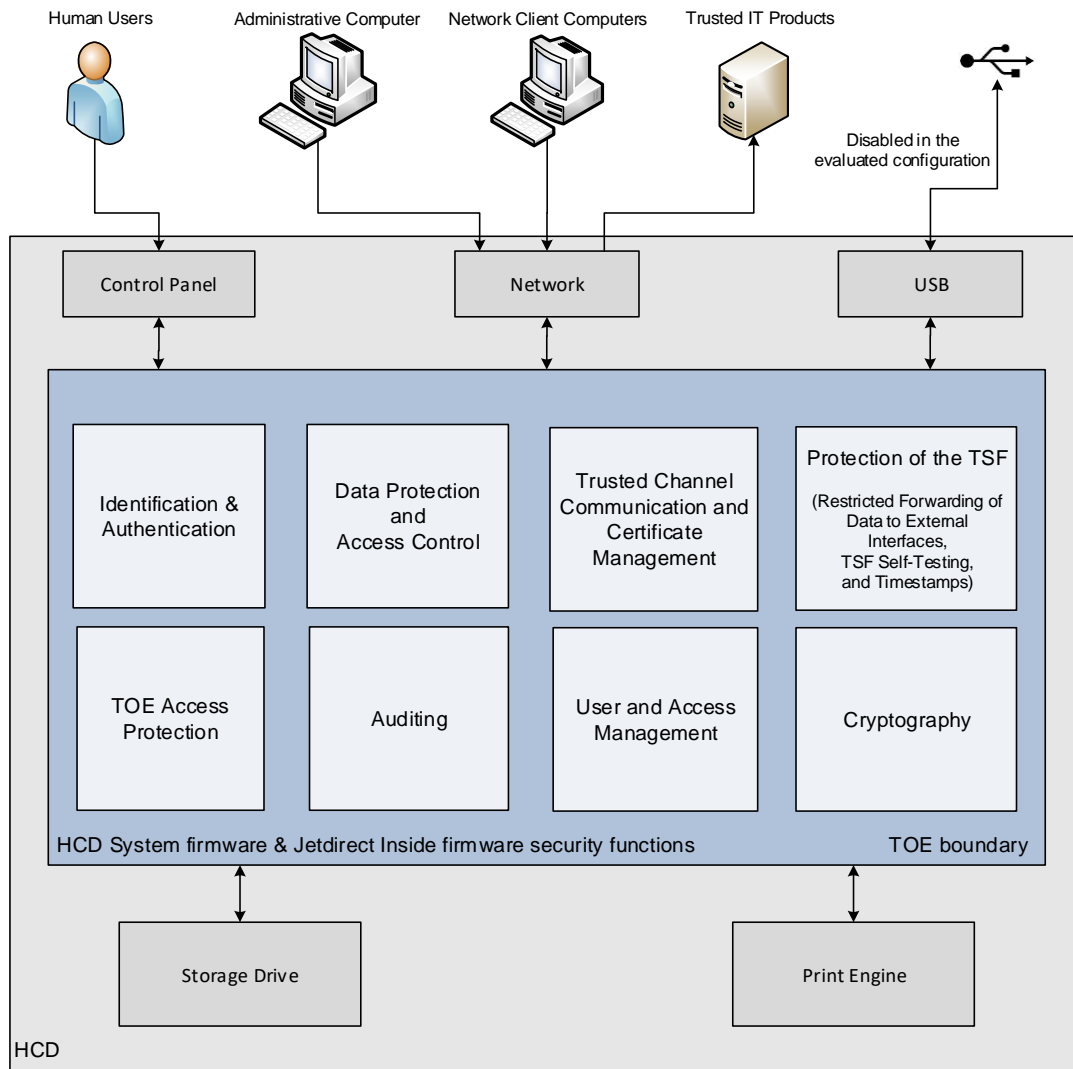 Human Users
Administrative Computer
Network Client Computers
Trusted IT Products
Disabled in the
evaluated configuration
Control Panel
Network
USB
Identification &
Authentication
Data Protection
and
Access Control
Trusted Channel
Communication and
Certificate
Management
Protection of the TSF
(Restricted Forwarding of
Data to External
Interfaces,
TSF Self-Testing,
and Timestamps)
TOE Access
Protection
Auditing
User and Access
Management
Cryptography
HCD System firmware & Jetdirect Inside firmware security functions
TOE boundary
Storage Drive
Print Engine
HCD